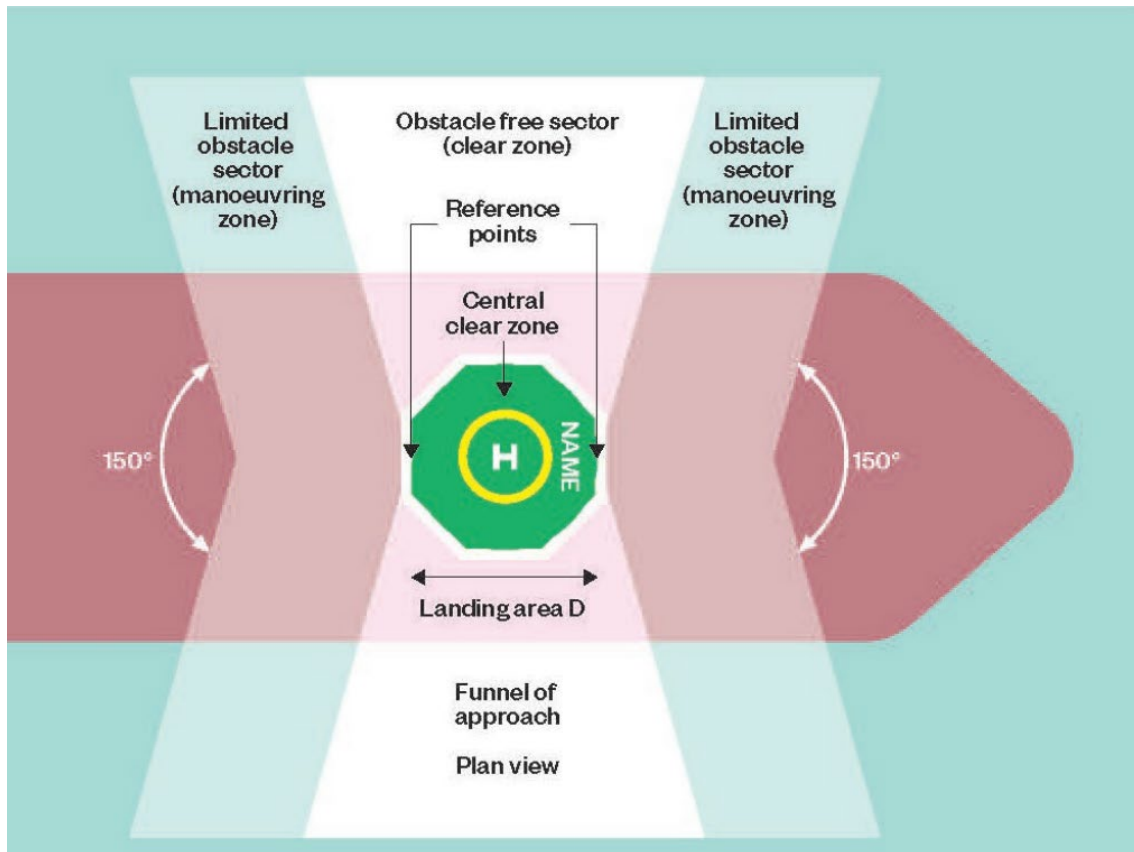 Limited
obstacle
sector
(manoeuvring
zone)
Obstacle free sector
(clear zone)
Limited
obstacle
sector
(manoeuvring
zone)
Reference
points
Central
clear zone
150°
H
NAME
150°
Landing area D
Funnel of
approach
Plan view